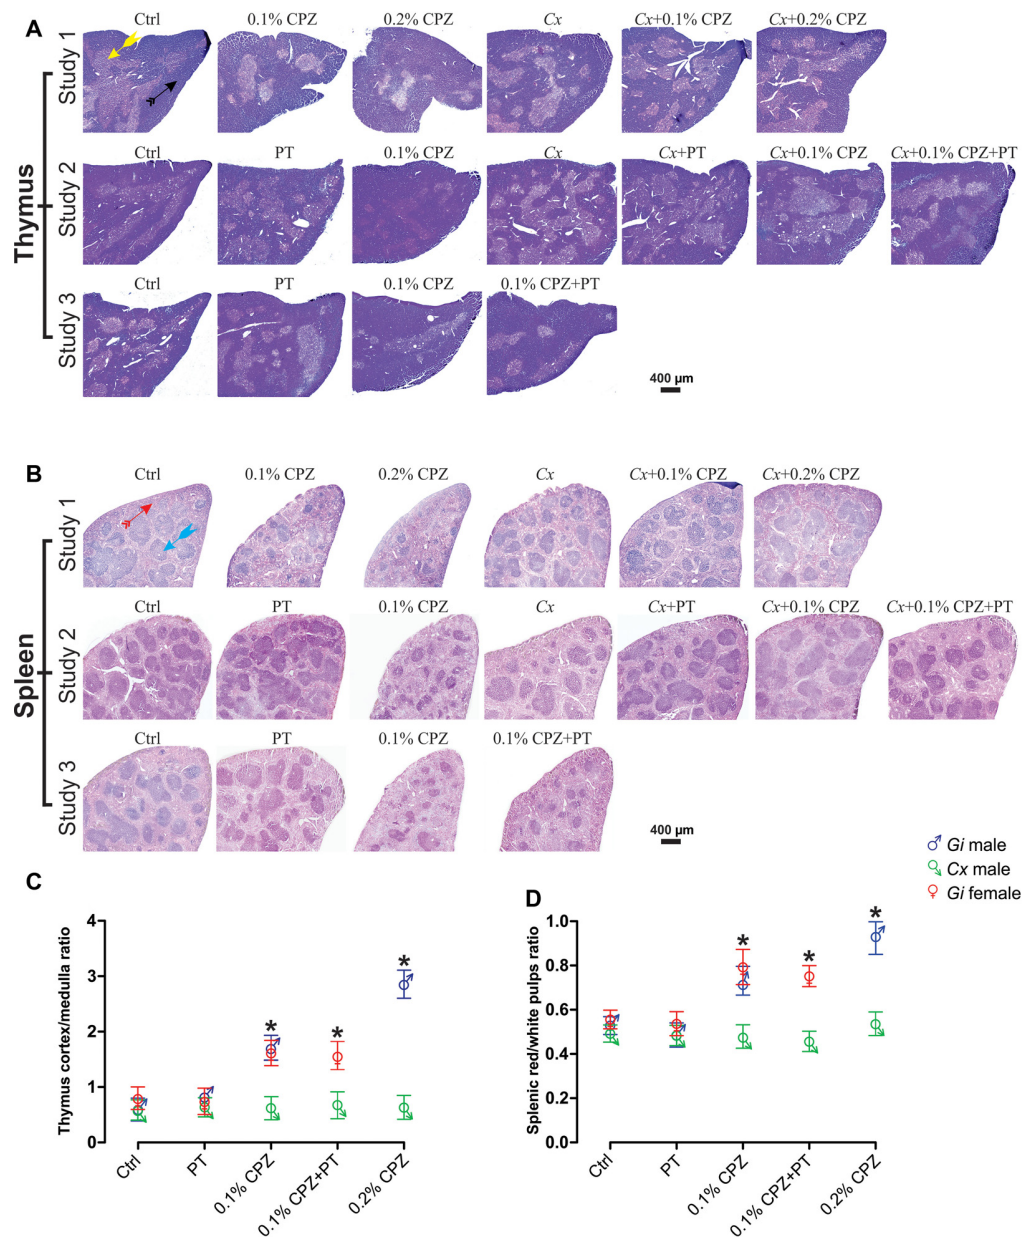 A
Thymus
Study 1
Ctrl 0.1% CPZ 0.2% CPZ Cx Cx+0.1% CPZ Cx+0.2% CPZ
Study 2
Ctrl PT 0.1% CPZ Cx Cx+PT Cx+0.1% CPZ Cx+0.1% CPZ+PT
Study 3
Ctrl PT 0.1% CPZ 0.1% CPZ+PT
400 µm
B
Spleen
Study 1
Ctrl 0.1% CPZ 0.2% CPZ Cx Cx+0.1% CPZ Cx+0.2% CPZ
Study 2
Ctrl PT 0.1% CPZ Cx Cx+PT Cx+0.1% CPZ Cx+0.1% CPZ+PT
Study 3
Ctrl PT 0.1% CPZ 0.1% CPZ+PT
400 µm
♂ Gi male
♂ Cx male
♀ Gi female
C
Thymus cortex/medulla ratio
4
3
2
1
0
* * *
Ctrl PT 0.1% CPZ 0.1% CPZ+PT 0.2% CPZ
D
Splenic red/white pulps ratio
1.0
0.8
0.6
0.4
0.2
0.0
* * *
Ctrl PT 0.1% CPZ 0.1% CPZ+PT 0.2% CPZ